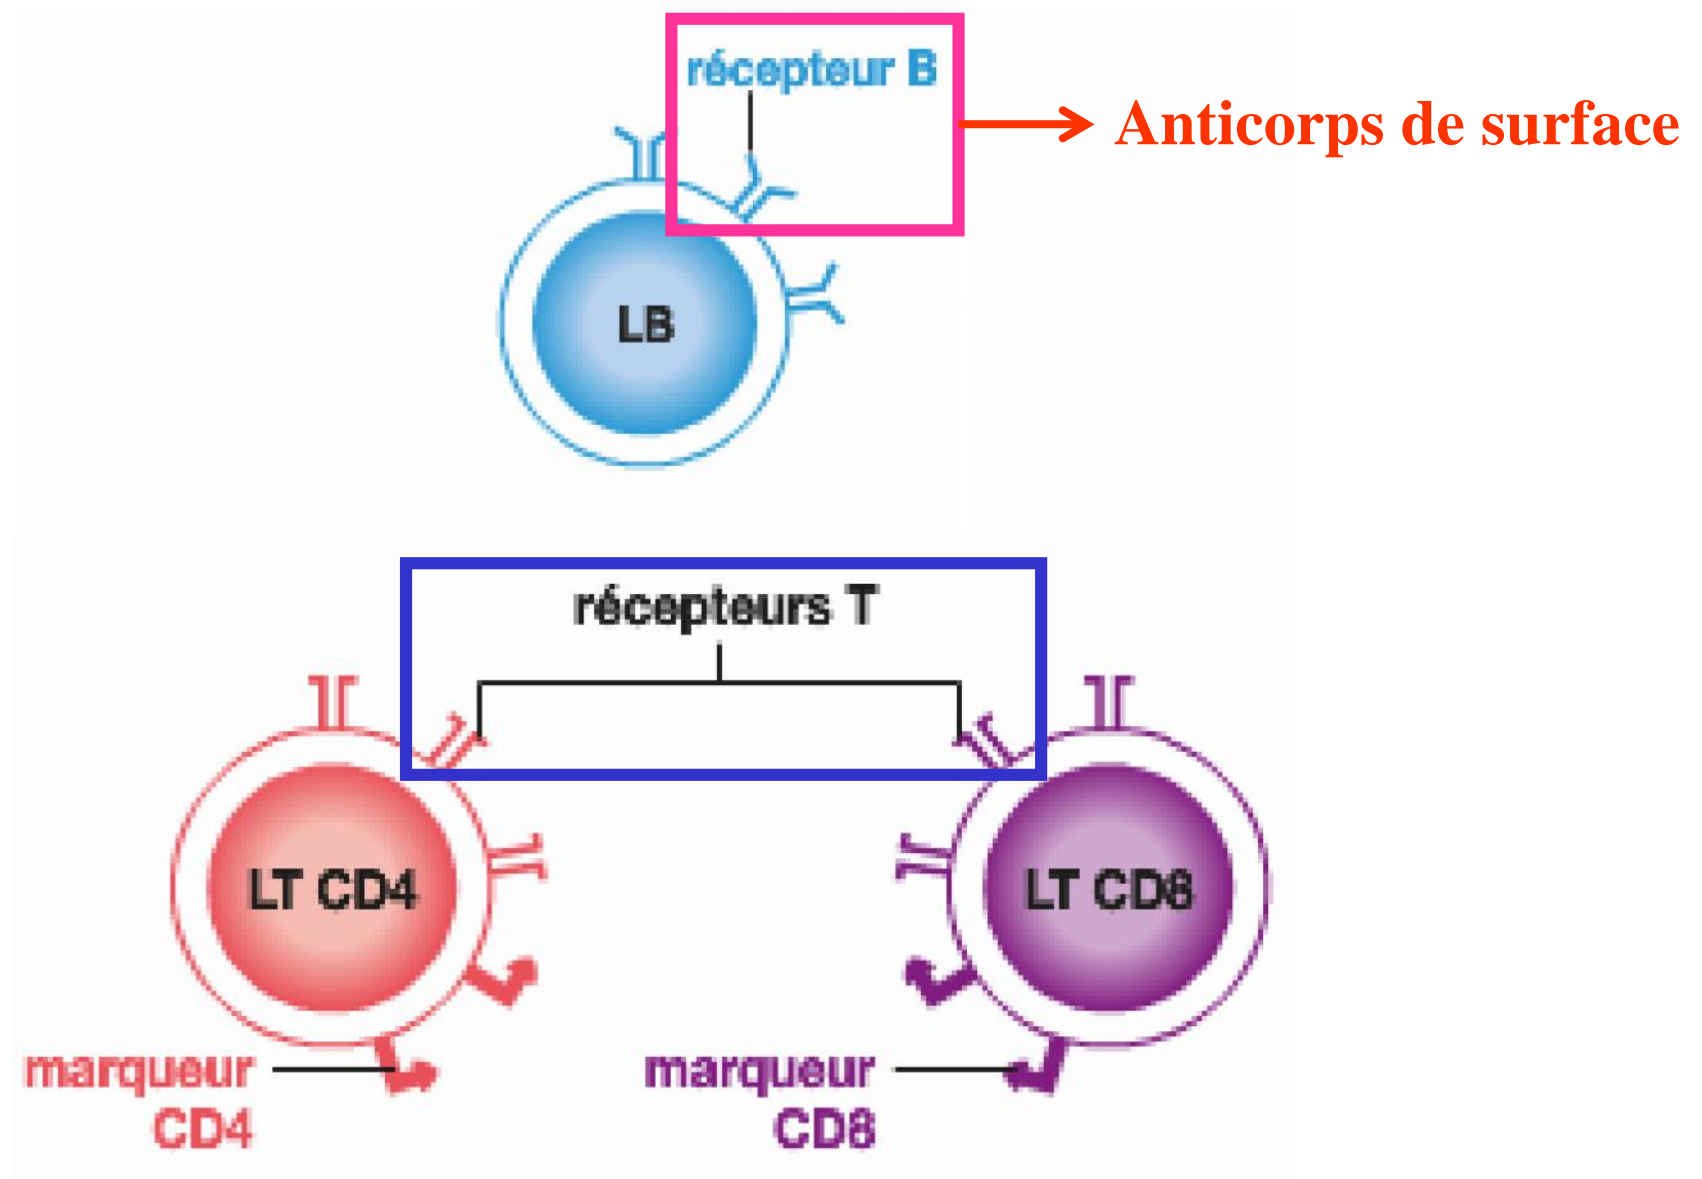 récepteur B
Anticorps de surface
LB
récepteurs T
LT CD4
LT CD8
marqueur
CD4
marqueur
CD8